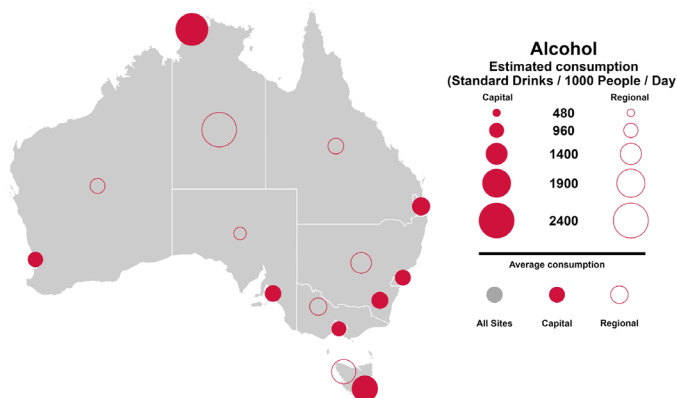 Alcohol
Estimated consumption
(Standard Drinks / 1000 People / Day
Capital
Regional
480
960
1400
1900
2400
Average consumption
All Sites
Capital
Regional